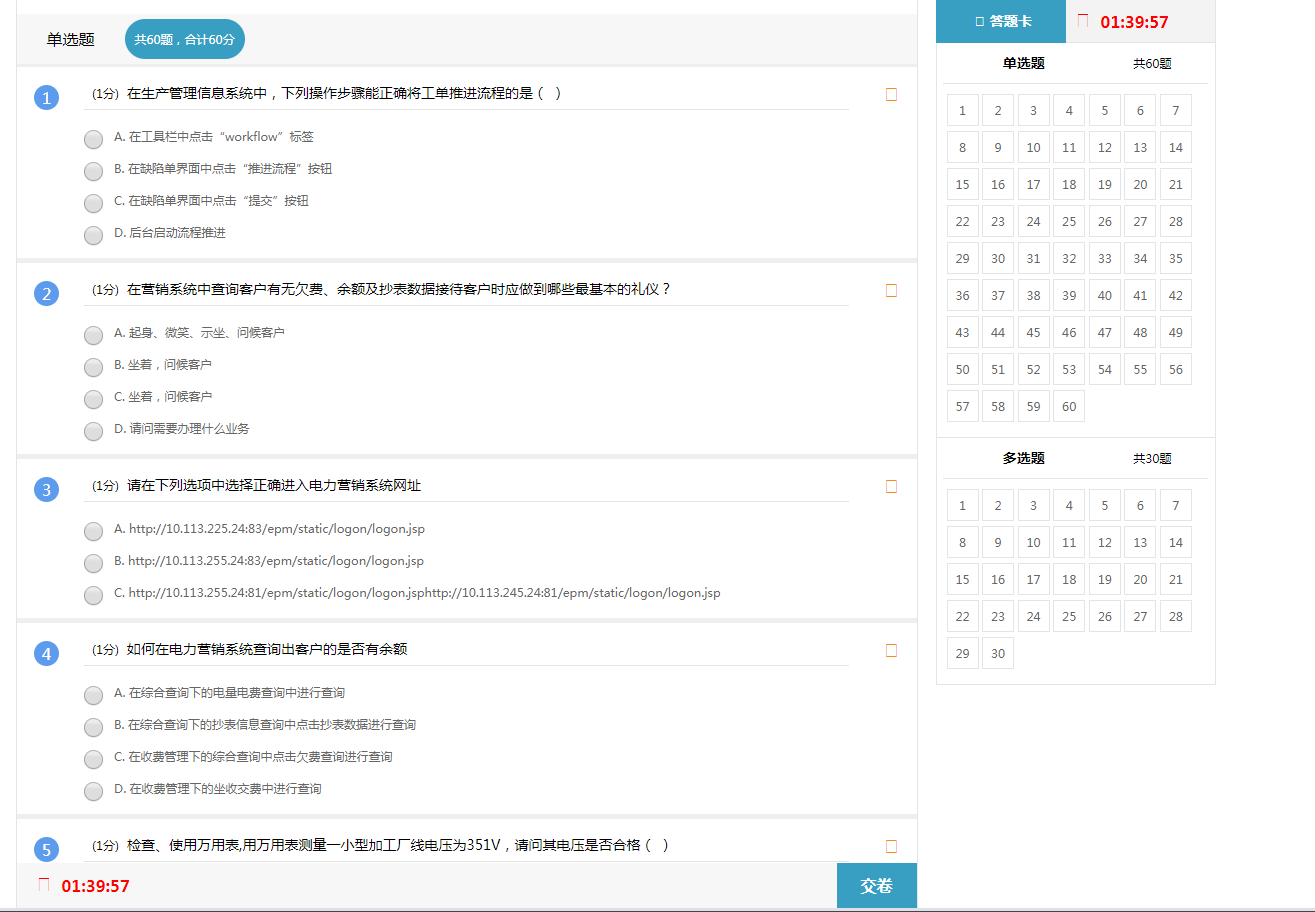 单选题 共60题，合计60分
1 (1分) 在生产管理信息系统中，下列操作步骤能正确将工单推进流程的是（ ）
A. 在工具栏中点击“workflow”标签
B. 在缺陷单界面中点击“推进流程”按钮
C. 在缺陷单界面中点击“提交”按钮
D. 后台启动流程推进
2 (1分) 在营销系统中查询客户有无欠费、余额及抄表数据接待客户时应做到哪些最基本的礼仪？
A. 起身、微笑、示坐、问候客户
B. 坐着，问候客户
C. 坐着，问候客户
D. 请问需要办理什么业务
3 (1分) 请在下列选项中选择正确进入电力营销系统网址
A. http://10.113.225.24:83/epm/static/logon/logon.jsp
B. http://10.113.255.24:83/epm/static/logon/logon.jsp
C. http://10.113.255.24:81/epm/static/logon/logon.jsphttp://10.113.245.24:81/epm/static/logon/logon.jsp
4 (1分) 如何在电力营销系统查询出客户的是否有余额
A. 在综合查询下的电量电费查询中进行查询
B. 在综合查询下的抄表信息查询中点击抄表数据进行查询
C. 在收费管理下的综合查询中点击欠费查询进行查询
D. 在收费管理下的坐收交费中进行查询
5 (1分) 检查、使用万用表,用万用表测量一小型加工厂线电压为351V，请问其电压是否合格（ ）
01:39:57 交卷
答题卡 01:39:57
单选题 共60题
1 2 3 4 5 6 7
8 9 10 11 12 13 14
15 16 17 18 19 20 21
22 23 24 25 26 27 28
29 30 31 32 33 34 35
36 37 38 39 40 41 42
43 44 45 46 47 48 49
50 51 52 53 54 55 56
57 58 59 60
多选题 共30题
1 2 3 4 5 6 7
8 9 10 11 12 13 14
15 16 17 18 19 20 21
22 23 24 25 26 27 28
29 30